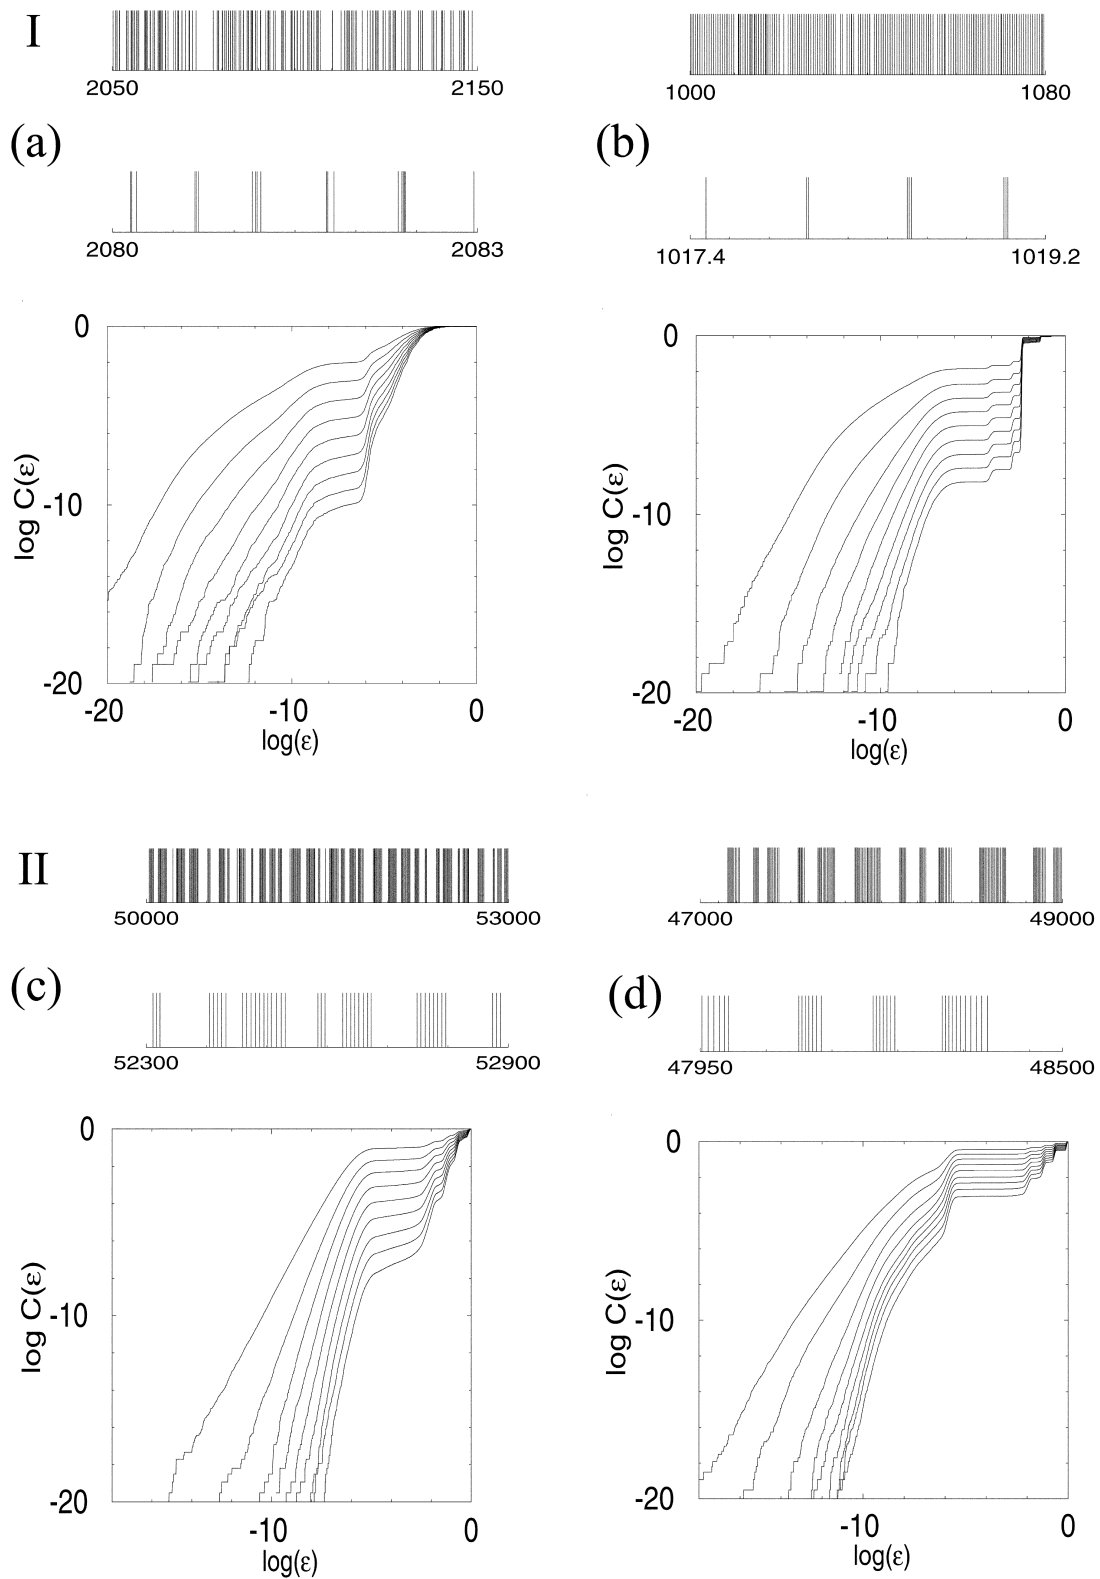 I
2050 2150
1000 1080
(a)
(b)
2080 2083
1017.4 1019.2
0
-10
-20
log C(ε)
-20 -10 0
log(ε)
0
-10
-20
log C(ε)
-20 -10 0
log(ε)
II
50000 53000
47000 49000
(c)
(d)
52300 52900
47950 48500
0
-10
-20
log C(ε)
-10 0
log(ε)
0
-10
-20
log C(ε)
-10 0
log(ε)